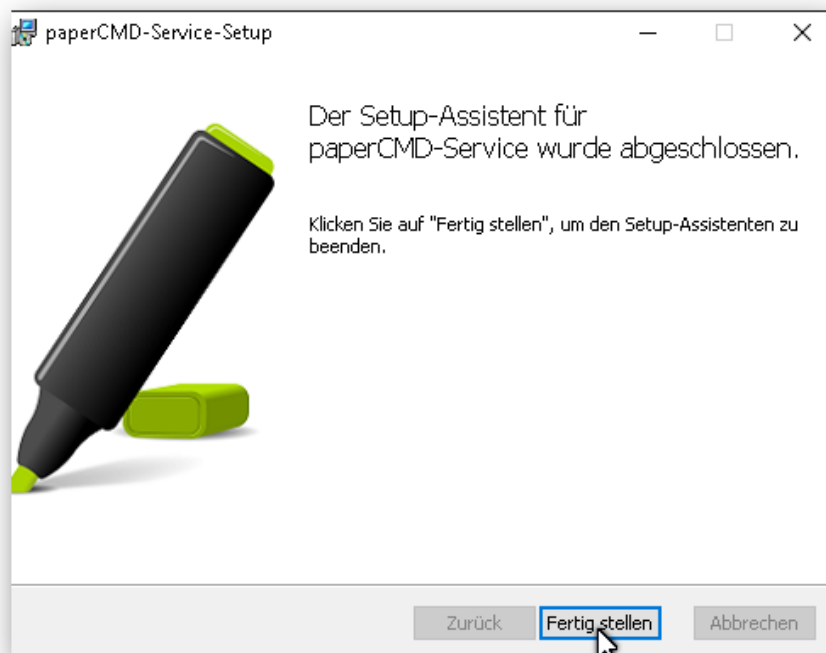 paperCMD-Service-Setup
Der Setup-Assistent für
paperCMD-Service wurde abgeschlossen.
Klicken Sie auf "Fertig stellen", um den Setup-Assistenten zu
beenden.
Zurück Fertig stellen Abbrechen